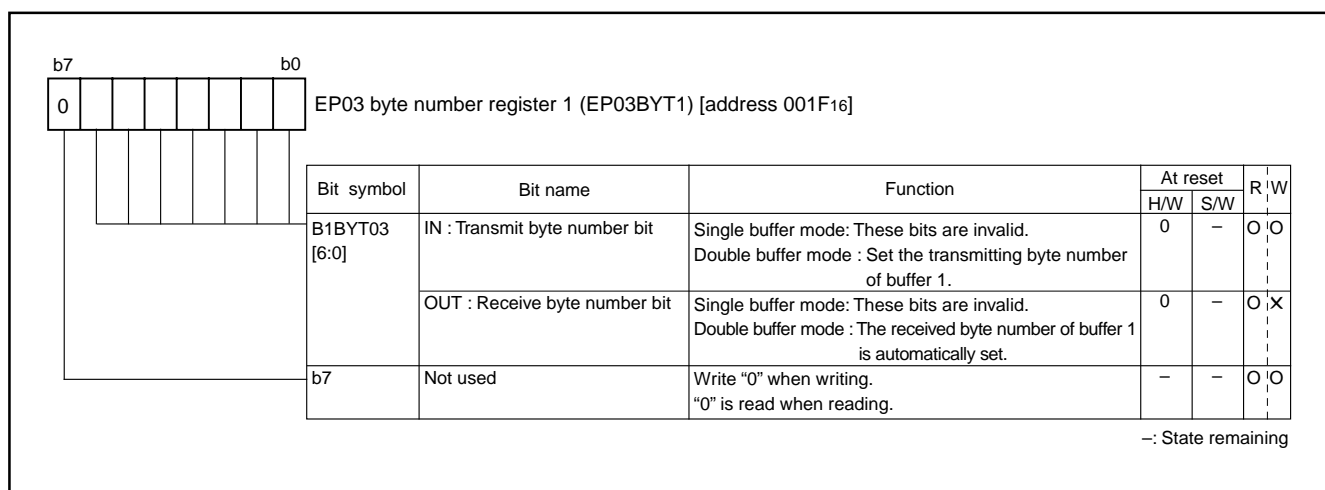 b7 b0
0
EP03 byte number register 1 (EP03BYT1) [address 001F16]
Bit symbol Bit name Function At reset R W
H/W S/W
B1BYT03 IN : Transmit byte number bit Single buffer mode: These bits are invalid. 0 – O O
[6:0] Double buffer mode : Set the transmitting byte number
of buffer 1.
OUT : Receive byte number bit Single buffer mode: These bits are invalid. 0 – O X
Double buffer mode : The received byte number of buffer 1
is automatically set.
b7 Not used Write “0” when writing. – – O O
“0” is read when reading.
–: State remaining